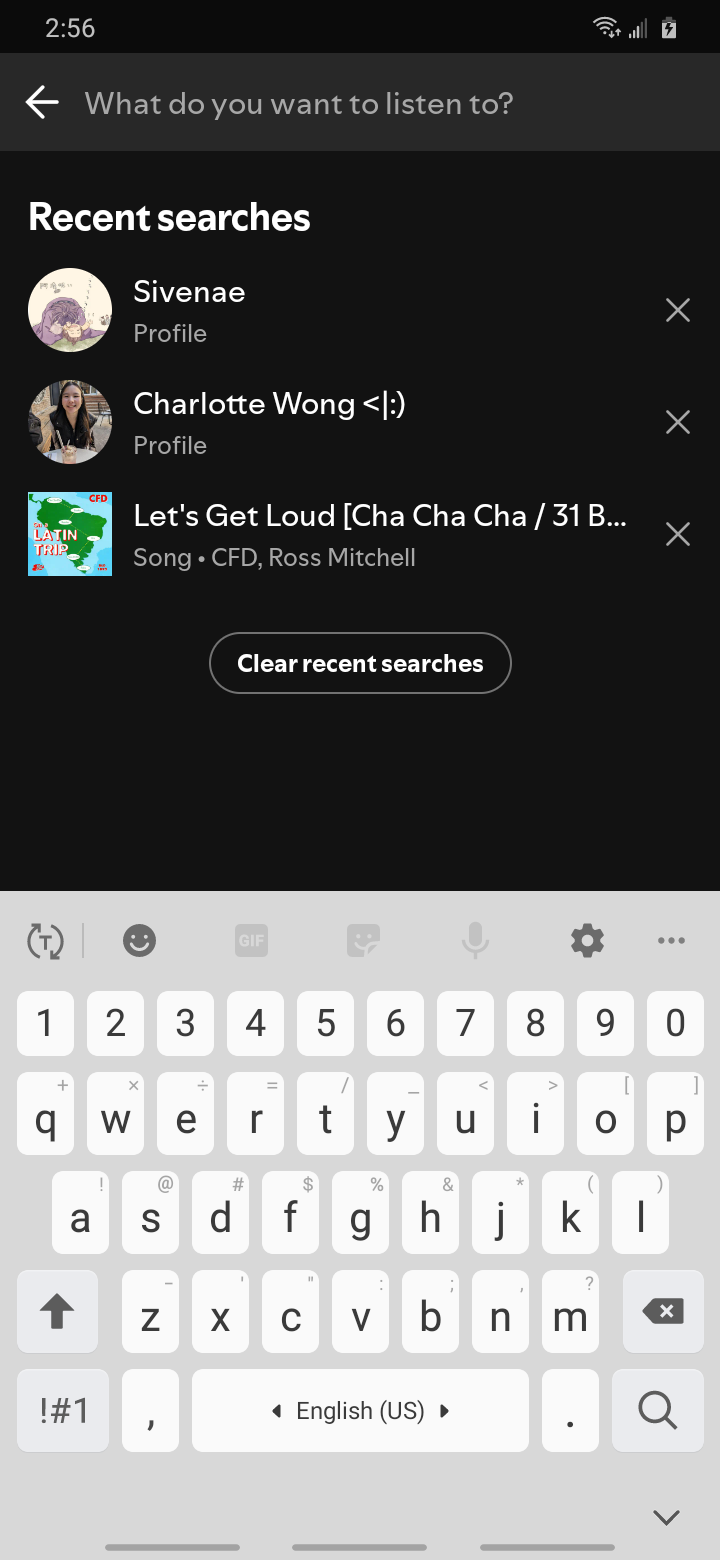 2:56
What do you want to listen to?
Recent searches
Sivenae
Profile
Charlotte Wong <|:)
Profile
CFD
LATIN
TRIP
Let's Get Loud [Cha Cha Cha / 31 B...
Song • CFD, Ross Mitchell
Clear recent searches
T
GIF
1 2 3 4 5 6 7 8 9 0
+ × ÷ = / _ < > [ ]
q w e r t y u i o p
! @ # $ % & * ( )
a s d f g h j k l
- ' " : ; , ?
z x c v b n m
!#1 , English (US) .